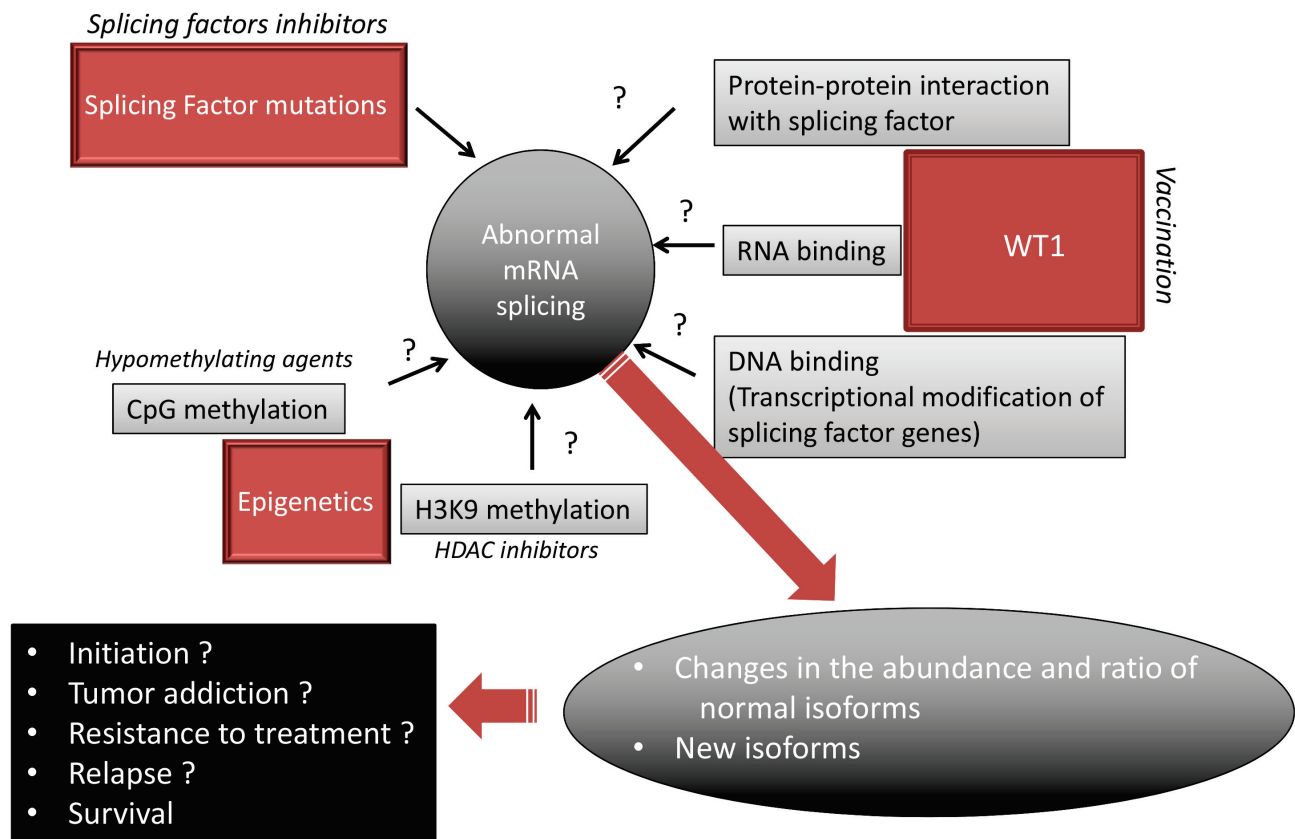 Splicing factors inhibitors
Splicing Factor mutations
?
Protein-protein interaction
with splicing factor
Abnormal
mRNA
splicing
?
RNA binding
WT1
Vaccination
?
DNA binding
(Transcriptional modification of
splicing factor genes)
Hypomethylating agents
?
CpG methylation
Epigenetics
?
H3K9 methylation
HDAC inhibitors
• Changes in the abundance and ratio of
normal isoforms
• New isoforms
• Initiation ?
• Tumor addiction ?
• Resistance to treatment ?
• Relapse ?
• Survival